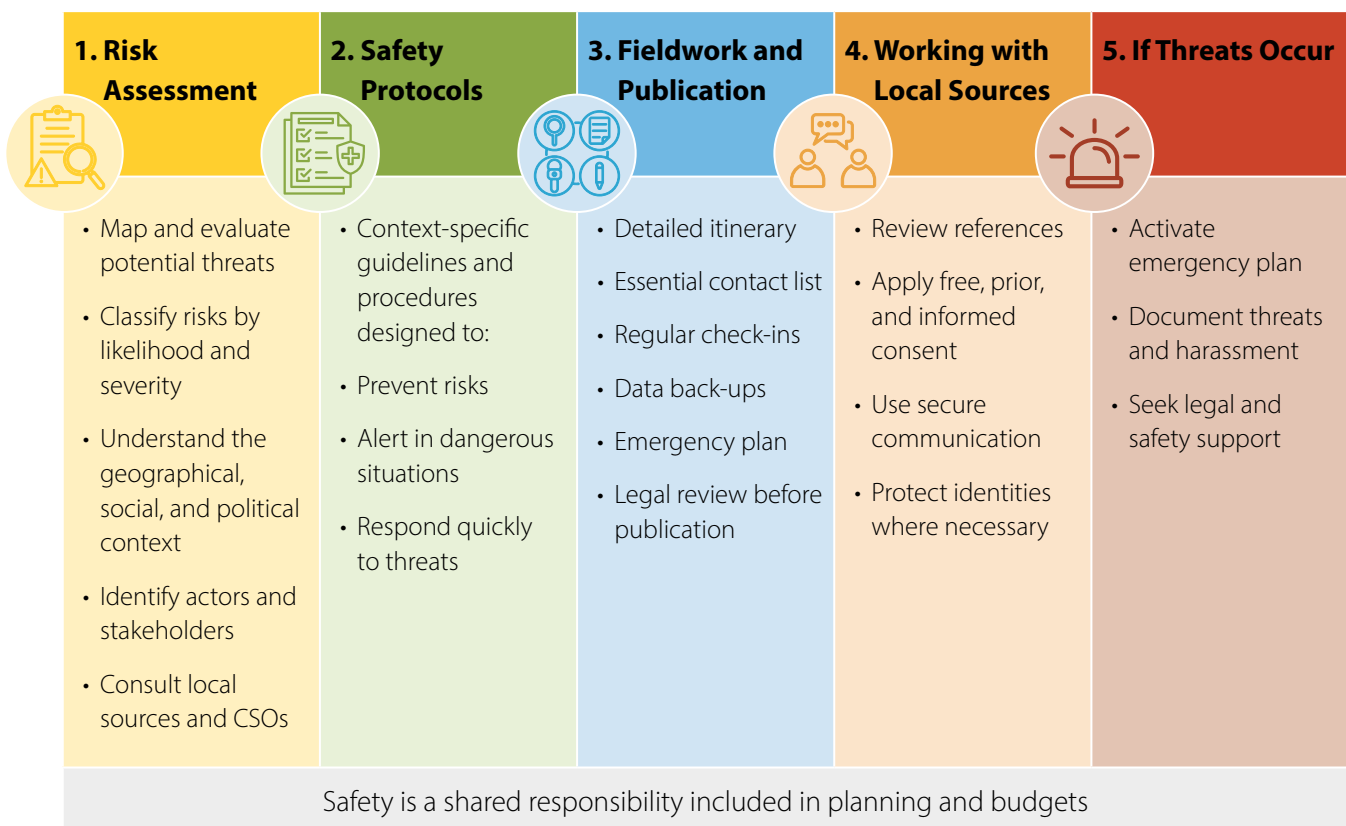 1. Risk
Assessment
• Map and evaluate
potential threats
• Classify risks by
likelihood and
severity
• Understand the
geographical,
social, and political
context
• Identify actors and
stakeholders
• Consult local
sources and CSOs
2. Safety
Protocols
• Context-specific
guidelines and
procedures
designed to:
• Prevent risks
• Alert in dangerous
situations
• Respond quickly
to threats
3. Fieldwork and
Publication
• Detailed itinerary
• Essential contact list
• Regular check-ins
• Data back-ups
• Emergency plan
• Legal review before
publication
4. Working with
Local Sources
• Review references
• Apply free, prior,
and informed
consent
• Use secure
communication
• Protect identities
where necessary
5. If Threats Occur
• Activate
emergency plan
• Document threats
and harassment
• Seek legal and
safety support
Safety is a shared responsibility included in planning and budgets